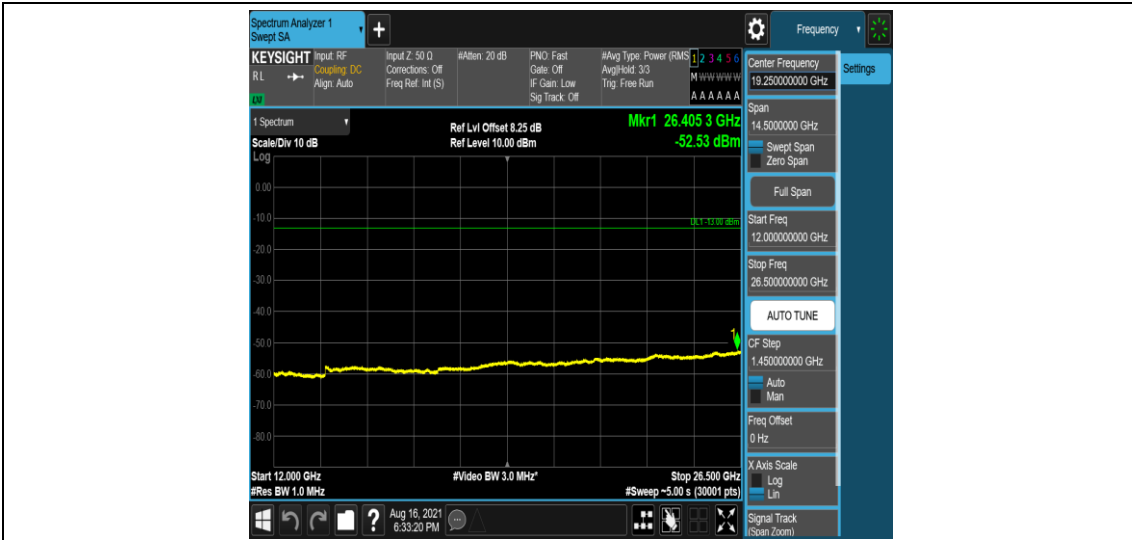 Spectrum Analyzer 1
Swept SA
+
Frequency
KEYSIGHT
RL
LXI
Input: RF
Coupling: DC
Align: Auto
Input Z: 50 Ω
Corrections: Off
Freq Ref: Int (S)
#Atten: 20 dB
PNO: Fast
Gate: Off
IF Gain: Low
Sig Track: Off
#Avg Type: Power (RMS
Avg|Hold: 3/3
Trig: Free Run
1 2 3 4 5 6
M W W W W W
A A A A A A
1 Spectrum
Scale/Div 10 dB
Log
Ref Lvl Offset 8.25 dB
Ref Level 10.00 dBm
Mkr1 26.405 3 GHz
-52.53 dBm
0.00
-10.0
DL1 -13.00 dBm
-20.0
-30.0
-40.0
1
-50.0
-60.0
-70.0
-80.0
Start 12.000 GHz
#Res BW 1.0 MHz
#Video BW 3.0 MHz*
Stop 26.500 GHz
#Sweep ~5.00 s (30001 pts)
?
Aug 16, 2021
6:33:20 PM
Center Frequency
19.250000000 GHz
Settings
Span
14.5000000 GHz
Swept Span
Zero Span
Full Span
Start Freq
12.000000000 GHz
Stop Freq
26.500000000 GHz
AUTO TUNE
CF Step
1.450000000 GHz
Auto
Man
Freq Offset
0 Hz
X Axis Scale
Log
Lin
Signal Track
(Span Zoom)